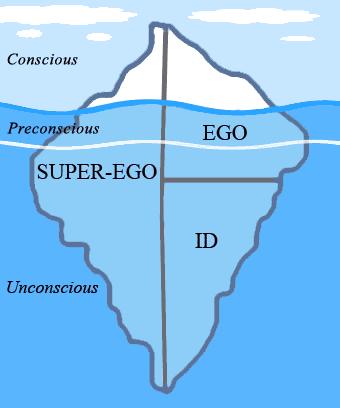 Conscious
Preconscious
EGO
SUPER-EGO
ID
Unconscious